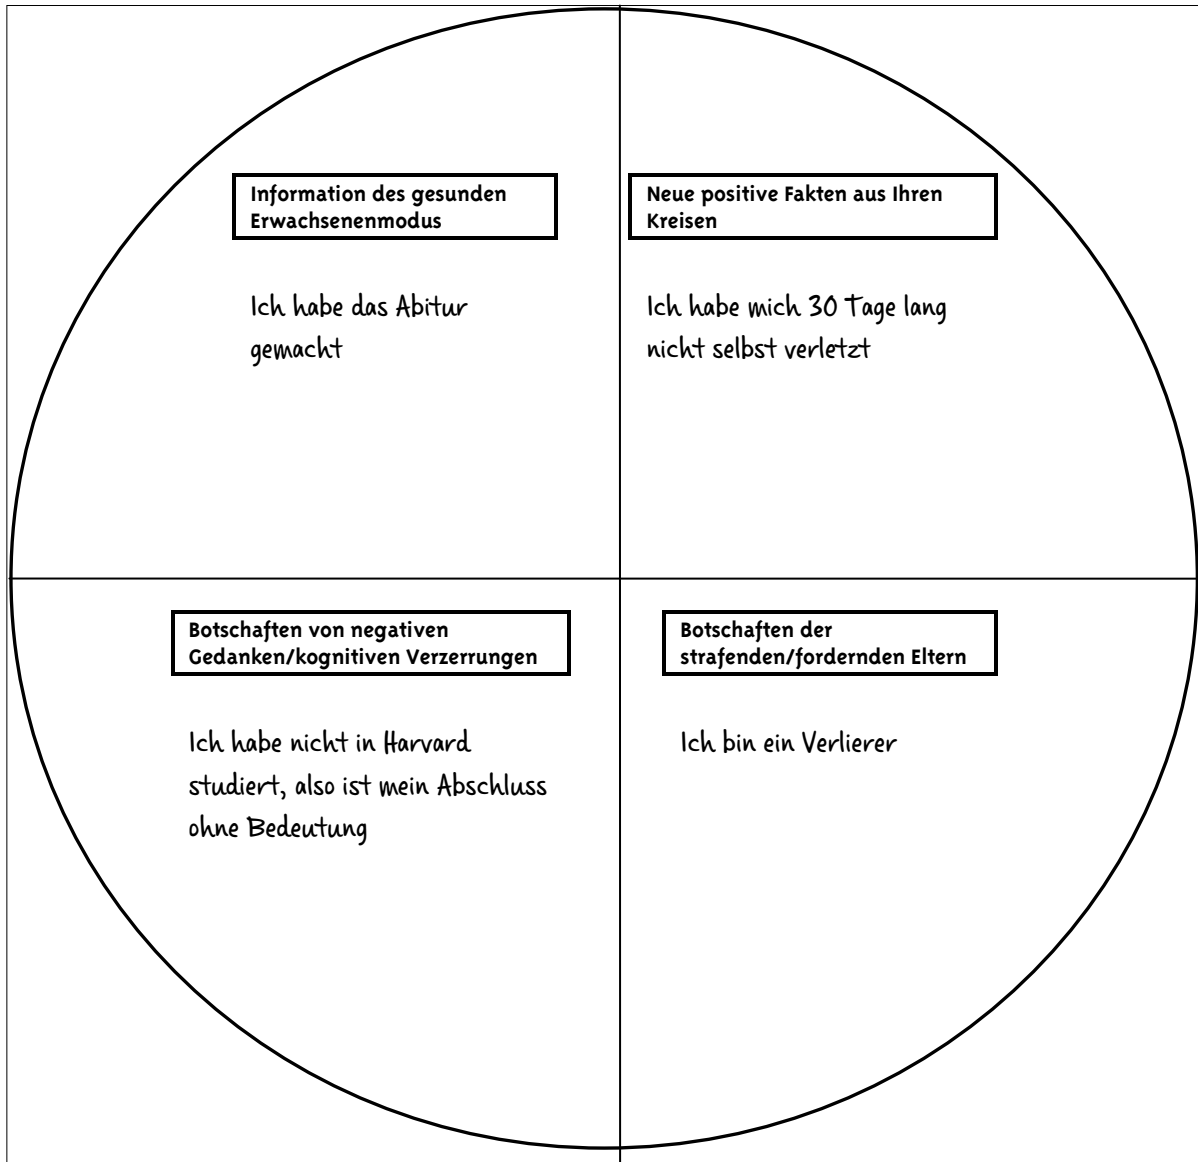 Information des gesunden
Erwachsenenmodus
Ich habe das Abitur
gemacht
Neue positive Fakten aus Ihren
Kreisen
Ich habe mich 30 Tage lang
nicht selbst verletzt
Botschaften von negativen
Gedanken/kognitiven Verzerrungen
Ich habe nicht in Harvard
studiert, also ist mein Abschluss
ohne Bedeutung
Botschaften der
strafenden/fordernden Eltern
Ich bin ein Verlierer